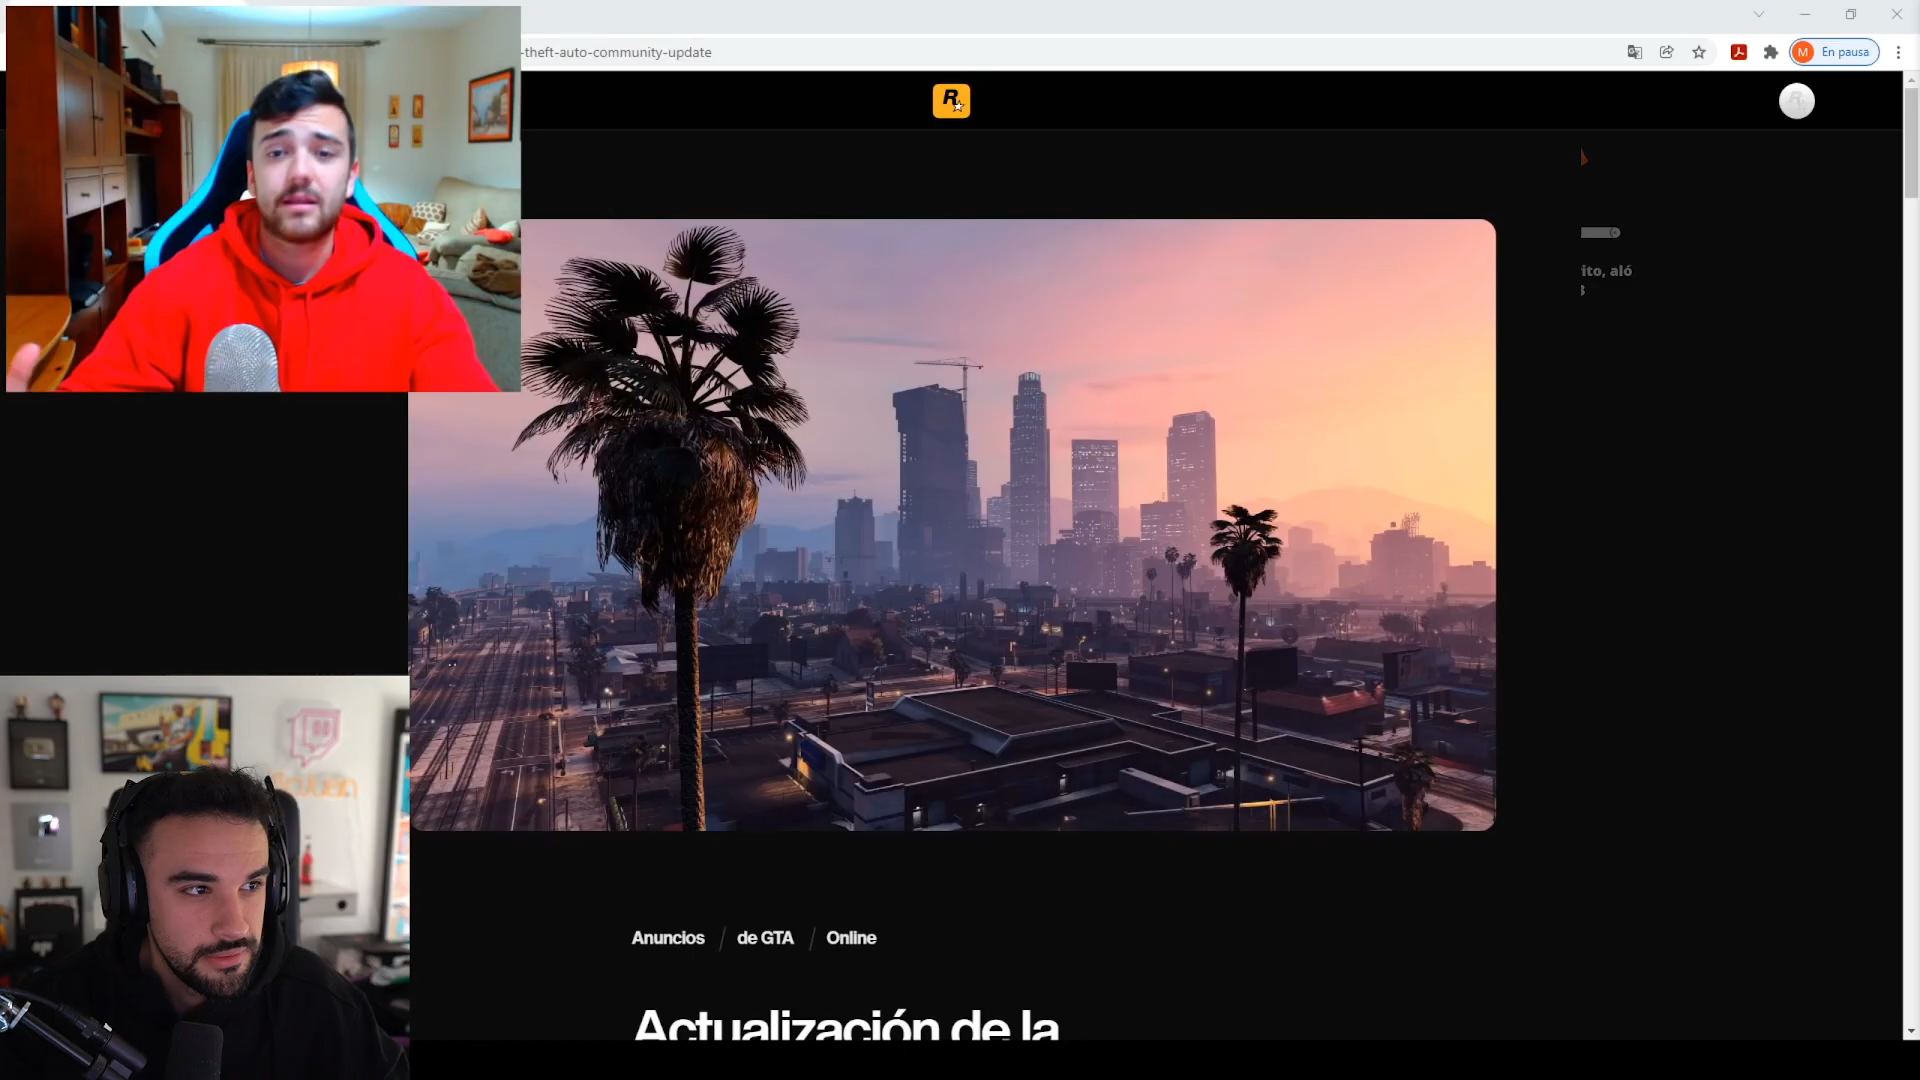 -theft-auto-community-update
M En pausa
R
ito, aló
Anuncios / de GTA / Online
Actualización de la